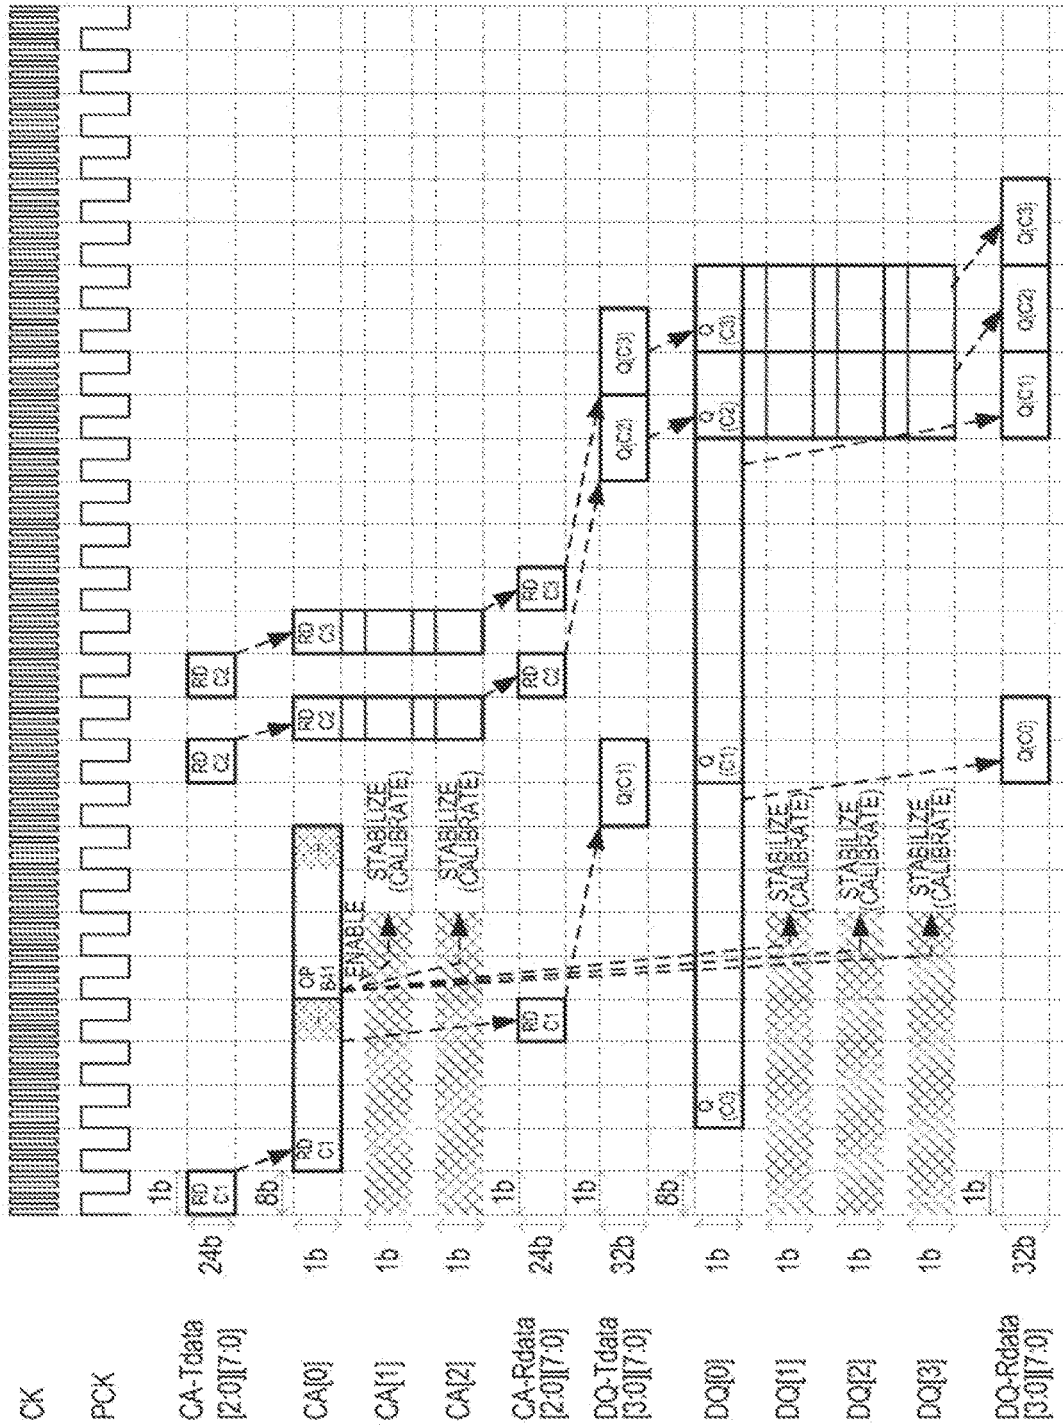 CK
PCK
1b
CA-Tdata
[2:0][7:0]
24b
RD
C1
RD
C2
RD
C2
8b
CA[0]
1b
RD
C1
OP
RD
C2
RD
C3
ENABLE
CA[1]
1b
STABILIZE
(CALIBRATE)
CA[2]
1b
STABILIZE
(CALIBRATE)
1b
CA-Rdata
[2:0][7:0]
24b
RD
C1
RD
C2
RD
C3
1b
DQ-Tdata
[3:0][7:0]
32b
Q(C1)
Q(C2)
Q(C3)
8b
DQ[0]
1b
Q
(C0)
Q
(C1)
Q
(C2)
Q
(C3)
DQ[1]
1b
STABILIZE
(CALIBRATE)
DQ[2]
1b
STABILIZE
(CALIBRATE)
DQ[3]
1b
STABILIZE
(CALIBRATE)
1b
DQ-Rdata
[3:0][7:0]
32b
Q(C0)
Q(C1)
Q(C2)
Q(C3)